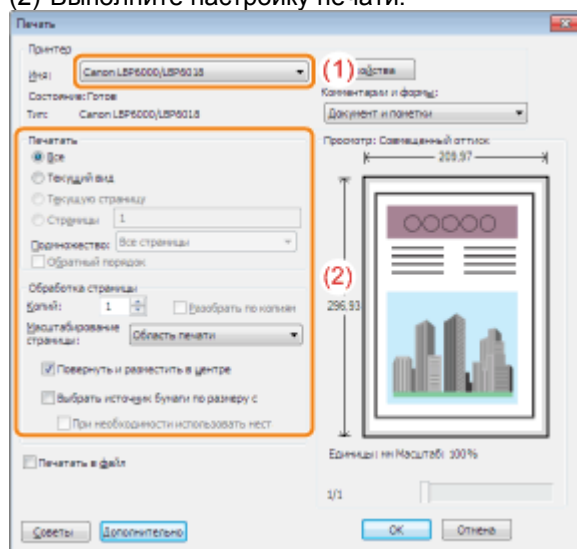 (2) Выполните настройку печати.
Печать
Принтер
Имя: Canon LBP6000/LBP6018 (1) ойства
Состояние: Готов
Комментарии и формы:
Тип: Canon LBP6000/LBP6018
Документ и пометки
Печатать
Просмотр: Совмещенный оттиск
Все
209,97
Текущий вид
Текущую страницу
Страницы 1
OOOOO
Подмножество: Все страницы
Обратный порядок
(2)
Обработка страницы
Копий: 1 Разобрать по копиям
296,93
Масштабирование страницы: Область печати
Повернуть и разместить в центре
Выбрать источник бумаги по размеру с
При необходимости использовать нест
Печатать в файл
Единицы: мм Масштаб: 100%
1/1
Советы Дополнительно OK Отмена